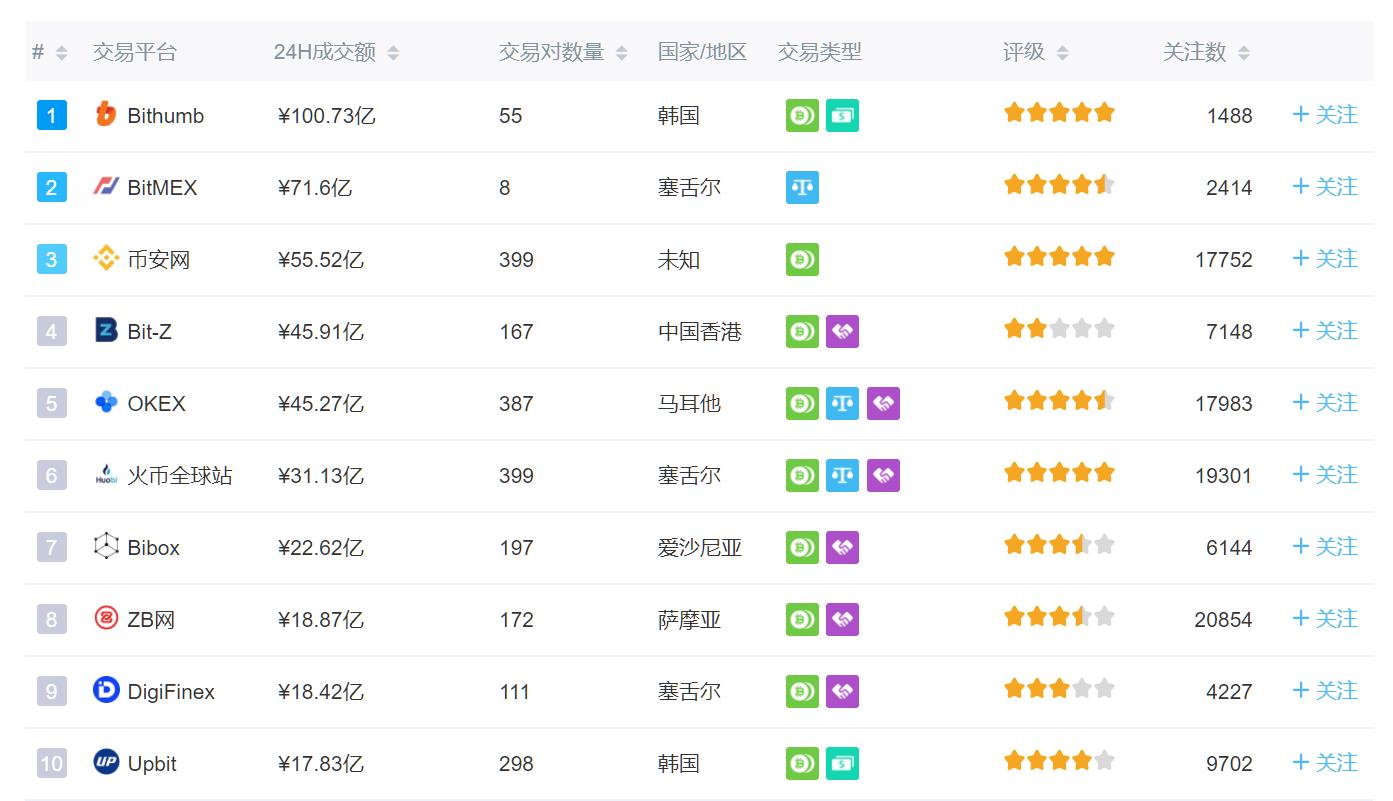 # 交易平台 24H成交额 交易对数量 国家/地区 交易类型 评级 关注数
1 Bithumb ¥100.73亿 55 韩国 1488 + 关注
2 BitMEX ¥71.6亿 8 塞舌尔 2414 + 关注
3 币安网 ¥55.52亿 399 未知 17752 + 关注
4 Bit-Z ¥45.91亿 167 中国香港 7148 + 关注
5 OKEX ¥45.27亿 387 马耳他 17983 + 关注
6 Huobi 火币全球站 ¥31.13亿 399 塞舌尔 19301 + 关注
7 Bibox ¥22.62亿 197 爱沙尼亚 6144 + 关注
8 ZB网 ¥18.87亿 172 萨摩亚 20854 + 关注
9 DigiFinex ¥18.42亿 111 塞舌尔 4227 + 关注
10 UP Upbit ¥17.83亿 298 韩国 9702 + 关注